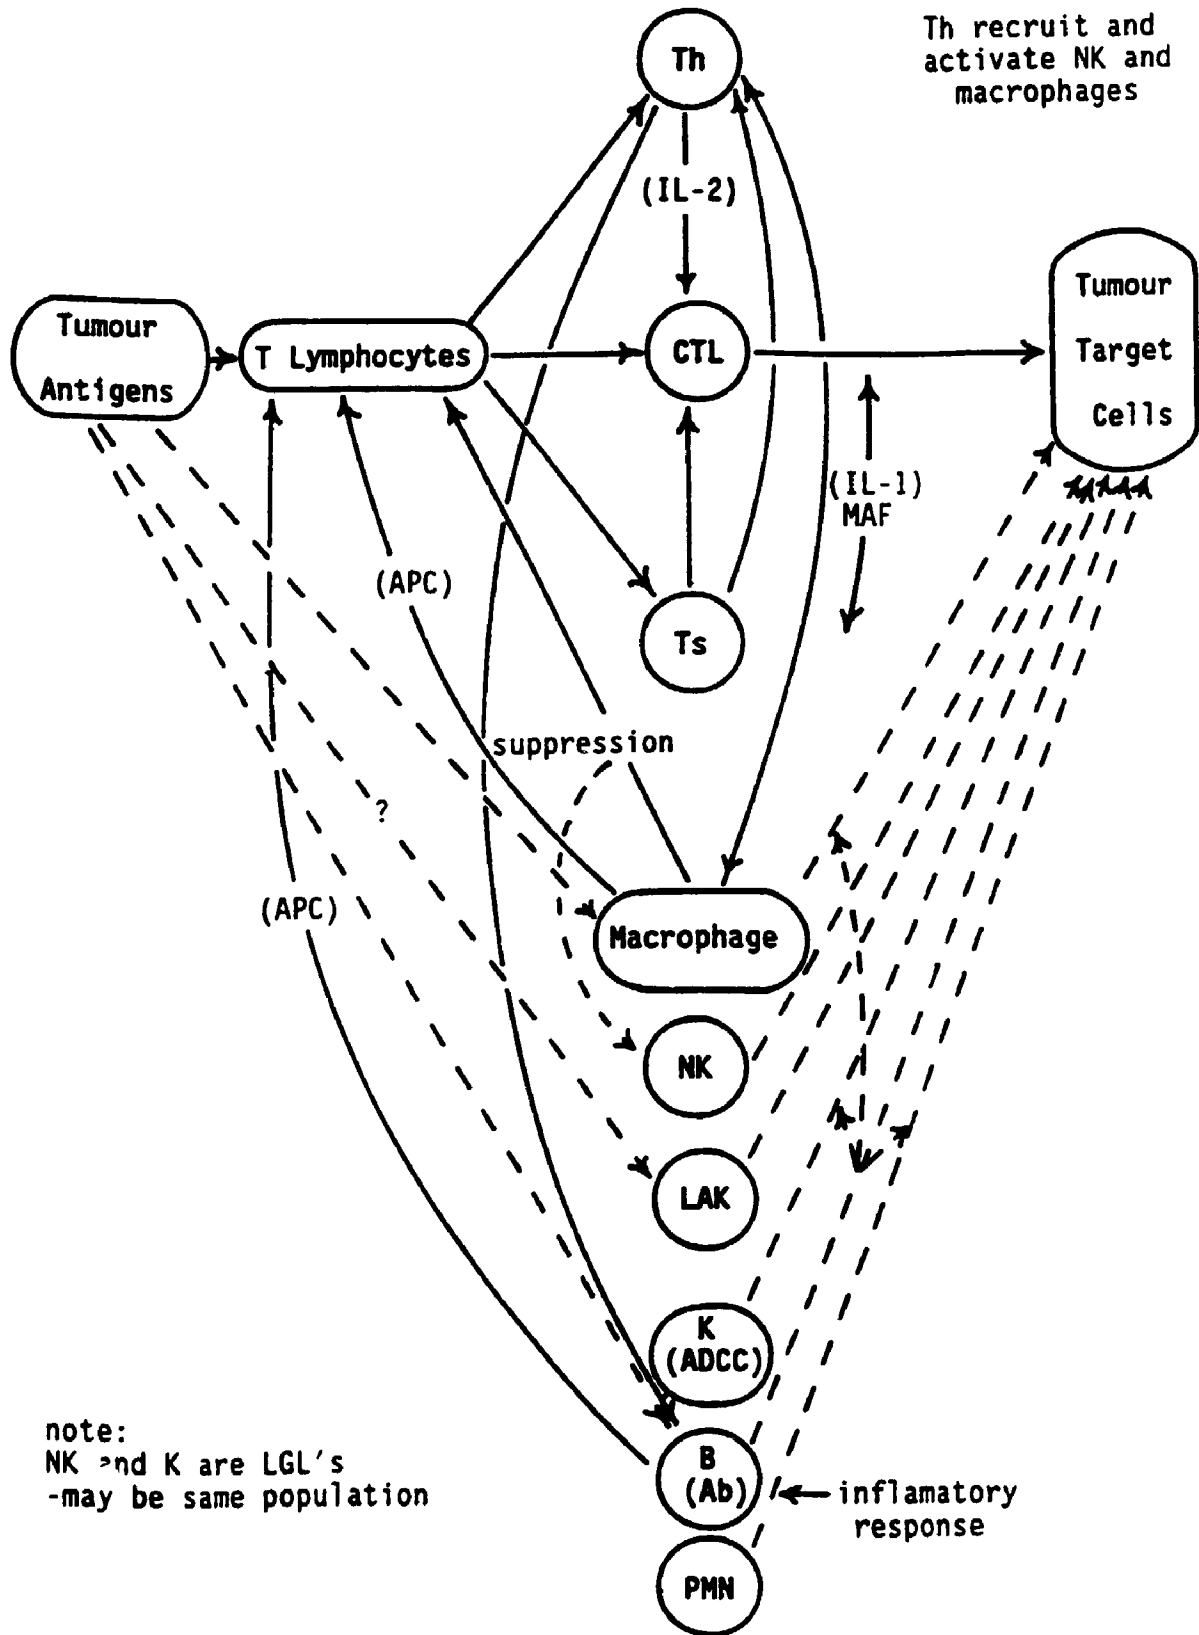 Th
Th recruit and
activate NK and
macrophages
(IL-2)
Tumour
Antigens
T Lymphocytes
CTL
Tumour
Target
Cells
(IL-1)
MAF
(APC)
Ts
suppression
?
(APC)
Macrophage
NK
LAK
K
(ADCC)
B
(Ab)
inflamatory
response
PMN
note:
NK and K are LGL's
-may be same population